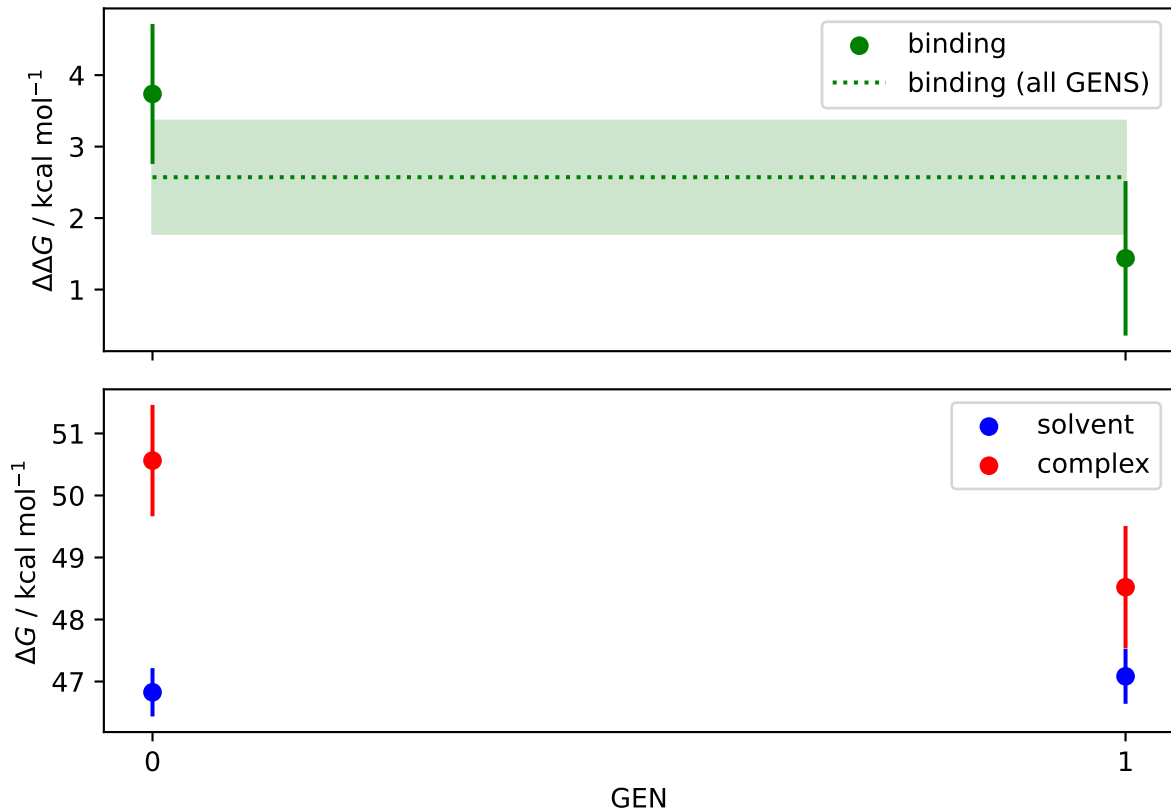 binding
binding (all GENS)
4
3
2
1
ΔΔG / kcal mol⁻¹
solvent
complex
51
50
49
48
47
ΔG / kcal mol⁻¹
0
1
GEN